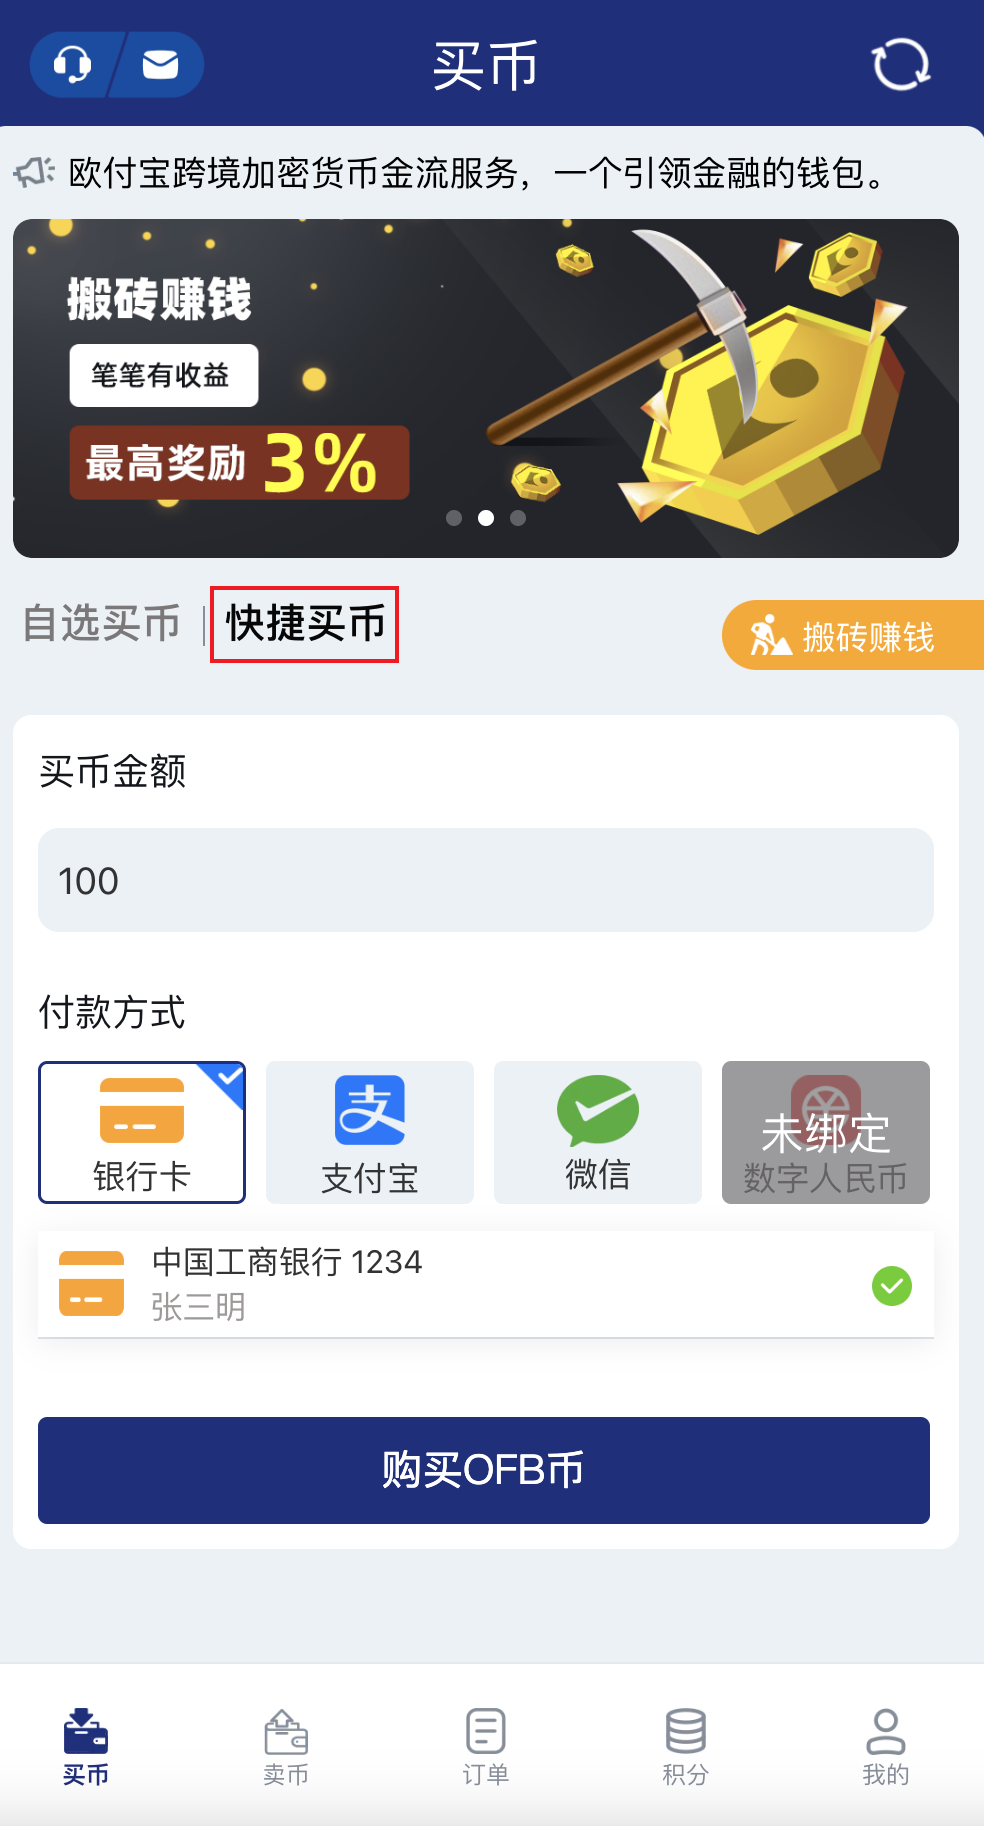 买币
欧付宝跨境加密货币金流服务，一个引领金融的钱包。
搬砖赚钱
笔笔有收益
最高奖励 3%
自选买币 快捷买币
搬砖赚钱
买币金额
100
付款方式
银行卡
支付宝
微信
未绑定
数字人民币
中国工商银行 1234
张三明
购买OFB币
买币
卖币
订单
积分
我的